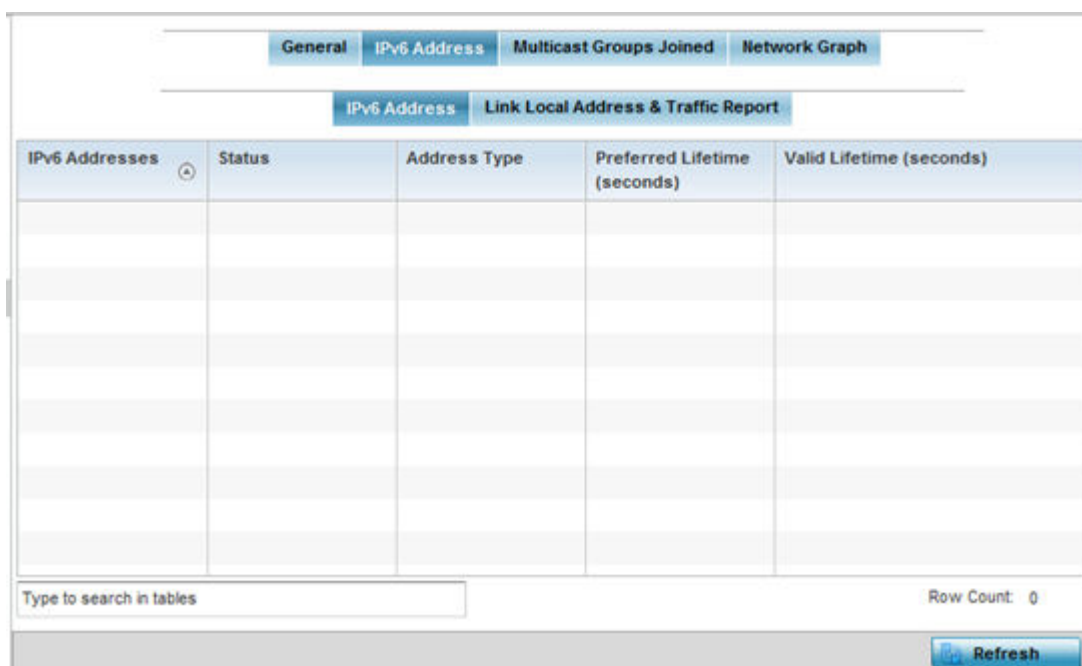 General IPv6 Address Multicast Groups Joined Network Graph
IPv6 Address Link Local Address & Traffic Report
IPv6 Addresses Status Address Type Preferred Lifetime (seconds) Valid Lifetime (seconds)
Type to search in tables Row Count: 0
Refresh